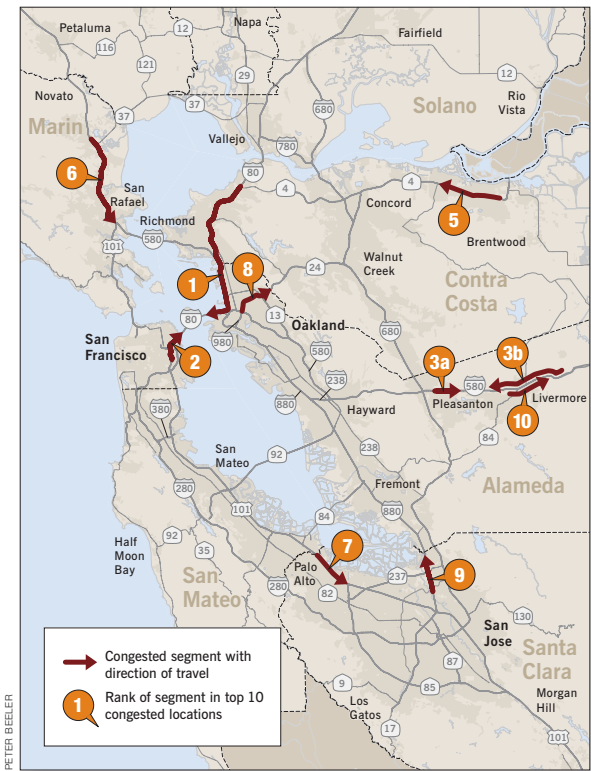 Petaluma
12
Napa
Fairfield
116
121
29
12
Novato
37
37
680
Rio
Vista
Solano
Marin
Vallejo
780
6
80
San
Rafael
4
4
Concord
5
Richmond
580
Brentwood
101
1
8
24
Walnut
Creek
Contra
Costa
80
13
Oakland
San
Francisco
980
2
680
580
3a
3b
238
580
Pleasanton
Livermore
10
380
880
Hayward
84
238
San
Mateo
92
280
Fremont
Alameda
101
880
84
Half
Moon
Bay
92
35
7
Palo
Alto
237
9
San
Mateo
280
82
130
San
Jose
Santa
Clara
Congested segment with
direction of travel
87
1
Rank of segment in top 10
congested locations
9
85
Morgan
Hill
Los
Gatos
17
101
PETER BEELER